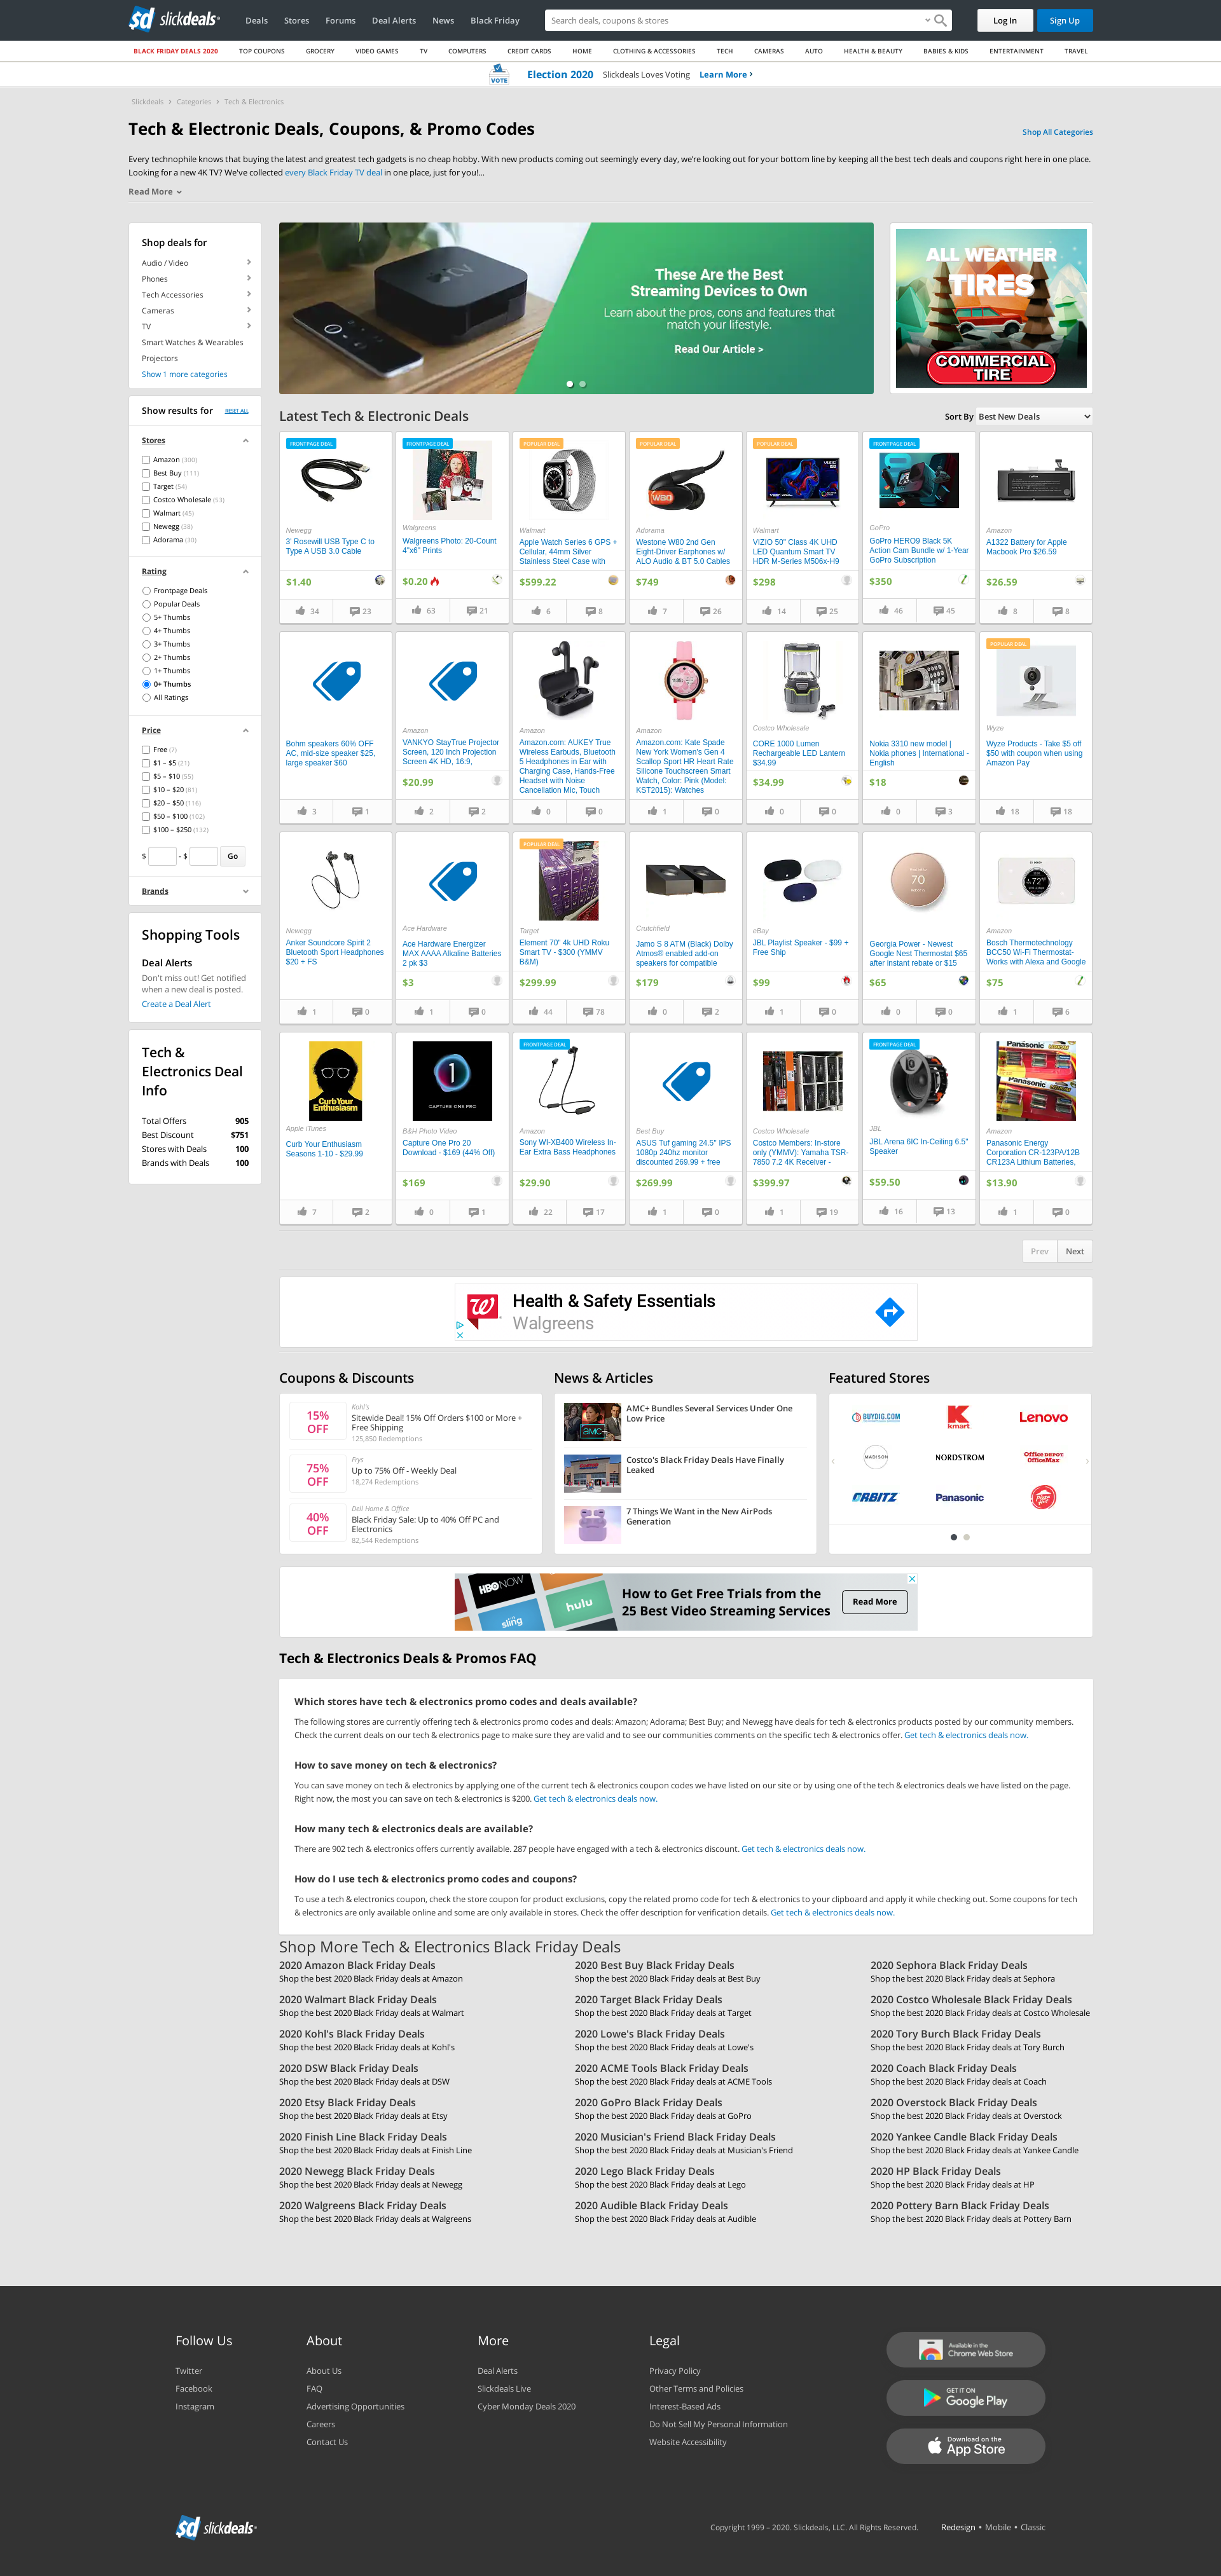 slickdeals
Deals
Stores
Forums
Deal Alerts
News
Black Friday
Search deals, coupons & stores
Log In
Sign Up
BLACK FRIDAY DEALS 2020
TOP COUPONS
GROCERY
VIDEO GAMES
TV
COMPUTERS
CREDIT CARDS
HOME
CLOTHING & ACCESSORIES
TECH
CAMERAS
AUTO
HEALTH & BEAUTY
BABIES & KIDS
ENTERTAINMENT
TRAVEL
VOTE
Election 2020 Slickdeals Loves Voting Learn More ›
Slickdeals › Categories › Tech & Electronics
Tech & Electronic Deals, Coupons, & Promo Codes
Shop All Categories
Every technophile knows that buying the latest and greatest tech gadgets is no cheap hobby. With new products coming out seemingly every day, we're looking out for your bottom line by keeping all the best tech deals and coupons right here in one place.
Looking for a new 4K TV? We've collected every Black Friday TV deal in one place, just for you!...
Read More
Shop deals for
Audio / Video
Phones
Tech Accessories
Cameras
TV
Smart Watches & Wearables
Projectors
Show 1 more categories
Show results for
RESET ALL
Stores
Amazon (300)
Best Buy (111)
Target (54)
Costco Wholesale (53)
Walmart (45)
Newegg (38)
Adorama (30)
Rating
Frontpage Deals
Popular Deals
5+ Thumbs
4+ Thumbs
3+ Thumbs
2+ Thumbs
1+ Thumbs
0+ Thumbs
All Ratings
Price
Free (7)
$1 – $5 (21)
$5 – $10 (55)
$10 – $20 (81)
$20 – $50 (116)
$50 – $100 (102)
$100 – $250 (132)
$ - $ Go
Brands
Shopping Tools
Deal Alerts
Don't miss out! Get notified
when a new deal is posted.
Create a Deal Alert
Tech &
Electronics Deal
Info
Total Offers 905
Best Discount $751
Stores with Deals 100
Brands with Deals 100
tv
These Are the Best
Streaming Devices to Own
Learn about the pros, cons and features that
match your lifestyle.
Read Our Article >
ALL WEATHER
TIRES
COMMERCIAL
TIRE
Latest Tech & Electronic Deals
Sort By Best New Deals
FRONTPAGE DEAL
Newegg
3' Rosewill USB Type C to
Type A USB 3.0 Cable
$1.40
34
23
FRONTPAGE DEAL
Walgreens
Walgreens Photo: 20-Count
4"x6" Prints
$0.20
63
21
POPULAR DEAL
Walmart
Apple Watch Series 6 GPS +
Cellular, 44mm Silver
Stainless Steel Case with
$599.22
6
8
POPULAR DEAL
W80
Adorama
Westone W80 2nd Gen
Eight-Driver Earphones w/
ALO Audio & BT 5.0 Cables
$749
7
26
POPULAR DEAL
Walmart
VIZIO 50" Class 4K UHD
LED Quantum Smart TV
HDR M-Series M506x-H9
$298
14
25
FRONTPAGE DEAL
GoPro
GoPro HERO9 Black 5K
Action Cam Bundle w/ 1-Year
GoPro Subscription
$350
46
45
Amazon
A1322 Battery for Apple
Macbook Pro $26.59
$26.59
8
8
Bohm speakers 60% OFF
AC, mid-size speaker $25,
large speaker $60
3
1
Amazon
VANKYO StayTrue Projector
Screen, 120 Inch Projection
Screen 4K HD, 16:9,
$20.99
2
2
Amazon
Amazon.com: AUKEY True
Wireless Earbuds, Bluetooth
5 Headphones in Ear with
Charging Case, Hands-Free
Headset with Noise
Cancellation Mic, Touch
0
0
Amazon
Amazon.com: Kate Spade
New York Women's Gen 4
Scallop Sport HR Heart Rate
Silicone Touchscreen Smart
Watch, Color: Pink (Model:
KST2015): Watches
1
0
Costco Wholesale
CORE 1000 Lumen
Rechargeable LED Lantern
$34.99
$34.99
0
0
Nokia 3310 new model |
Nokia phones | International -
English
$18
0
3
POPULAR DEAL
Wyze
Wyze Products - Take $5 off
$50 with coupon when using
Amazon Pay
18
18
Newegg
Anker Soundcore Spirit 2
Bluetooth Sport Headphones
$20 + FS
1
0
Ace Hardware
Ace Hardware Energizer
MAX AAAA Alkaline Batteries
2 pk $3
$3
1
0
POPULAR DEAL
Target
Element 70" 4k UHD Roku
Smart TV - $300 (YMMV
B&M)
$299.99
44
78
Crutchfield
Jamo S 8 ATM (Black) Dolby
Atmos® enabled add-on
speakers for compatible
$179
0
2
eBay
JBL Playlist Speaker - $99 +
Free Ship
$99
1
0
70
Georgia Power - Newest
Google Nest Thermostat $65
after instant rebate or $15
$65
0
0
72°
Amazon
Bosch Thermotechnology
BCC50 Wi-Fi Thermostat-
Works with Alexa and Google
$75
1
6
Curb Your
Enthusiasm
Apple iTunes
Curb Your Enthusiasm
Seasons 1-10 - $29.99
7
2
1
CAPTURE ONE PRO
B&H Photo Video
Capture One Pro 20
Download - $169 (44% Off)
$169
0
1
FRONTPAGE DEAL
Amazon
Sony WI-XB400 Wireless In-
Ear Extra Bass Headphones
$29.90
22
17
Best Buy
ASUS Tuf gaming 24.5" IPS
1080p 240hz monitor
discounted 269.99 + free
$269.99
1
0
Costco Wholesale
Costco Members: In-store
only (YMMV): Yamaha TSR-
7850 7.2 4K Receiver -
$399.97
1
19
FRONTPAGE DEAL
JBL
JBL Arena 6IC In-Ceiling 6.5"
Speaker
$59.50
16
13
Panasonic
Panasonic
Amazon
Panasonic Energy
Corporation CR-123PA/12B
CR123A Lithium Batteries,
$13.90
1
0
Prev
Next
Health & Safety Essentials
Walgreens
Coupons & Discounts
15%
OFF
Kohl's
Sitewide Deal! 15% Off Orders $100 or More +
Free Shipping
125,850 Redemptions
75%
OFF
Frys
Up to 75% Off - Weekly Deal
18,274 Redemptions
40%
OFF
Dell Home & Office
Black Friday Sale: Up to 40% Off PC and
Electronics
82,544 Redemptions
News & Articles
AMC+
AMC+ Bundles Several Services Under One
Low Price
Costco's Black Friday Deals Have Finally
Leaked
7 Things We Want in the New AirPods
Generation
Featured Stores
BUYDIG.COM
kmart
Lenovo
MADISON
NORDSTROM
Office DEPOT
OfficeMax
ORBITZ
Panasonic
Pizza Hut
HBO NOW
sling
hulu
How to Get Free Trials from the
25 Best Video Streaming Services
Read More
Tech & Electronics Deals & Promos FAQ
Which stores have tech & electronics promo codes and deals available?
The following stores are currently offering tech & electronics promo codes and deals: Amazon; Adorama; Best Buy; and Newegg have deals for tech & electronics products posted by our community members.
Check the current deals on our tech & electronics page to make sure they are valid and to see our communities comments on the specific tech & electronics offer. Get tech & electronics deals now.
How to save money on tech & electronics?
You can save money on tech & electronics by applying one of the current tech & electronics coupon codes we have listed on our site or by using one of the tech & electronics deals we have listed on the page.
Right now, the most you can save on tech & electronics is $200. Get tech & electronics deals now.
How many tech & electronics deals are available?
There are 902 tech & electronics offers currently available. 287 people have engaged with a tech & electronics discount. Get tech & electronics deals now.
How do I use tech & electronics promo codes and coupons?
To use a tech & electronics coupon, check the store coupon for product exclusions, copy the related promo code for tech & electronics to your clipboard and apply it while checking out. Some coupons for tech
& electronics are only available online and some are only available in stores. Check the offer description for verification details. Get tech & electronics deals now.
Shop More Tech & Electronics Black Friday Deals
2020 Amazon Black Friday Deals
Shop the best 2020 Black Friday deals at Amazon
2020 Best Buy Black Friday Deals
Shop the best 2020 Black Friday deals at Best Buy
2020 Sephora Black Friday Deals
Shop the best 2020 Black Friday deals at Sephora
2020 Walmart Black Friday Deals
Shop the best 2020 Black Friday deals at Walmart
2020 Target Black Friday Deals
Shop the best 2020 Black Friday deals at Target
2020 Costco Wholesale Black Friday Deals
Shop the best 2020 Black Friday deals at Costco Wholesale
2020 Kohl's Black Friday Deals
Shop the best 2020 Black Friday deals at Kohl's
2020 Lowe's Black Friday Deals
Shop the best 2020 Black Friday deals at Lowe's
2020 Tory Burch Black Friday Deals
Shop the best 2020 Black Friday deals at Tory Burch
2020 DSW Black Friday Deals
Shop the best 2020 Black Friday deals at DSW
2020 ACME Tools Black Friday Deals
Shop the best 2020 Black Friday deals at ACME Tools
2020 Coach Black Friday Deals
Shop the best 2020 Black Friday deals at Coach
2020 Etsy Black Friday Deals
Shop the best 2020 Black Friday deals at Etsy
2020 GoPro Black Friday Deals
Shop the best 2020 Black Friday deals at GoPro
2020 Overstock Black Friday Deals
Shop the best 2020 Black Friday deals at Overstock
2020 Finish Line Black Friday Deals
Shop the best 2020 Black Friday deals at Finish Line
2020 Musician's Friend Black Friday Deals
Shop the best 2020 Black Friday deals at Musician's Friend
2020 Yankee Candle Black Friday Deals
Shop the best 2020 Black Friday deals at Yankee Candle
2020 Newegg Black Friday Deals
Shop the best 2020 Black Friday deals at Newegg
2020 Lego Black Friday Deals
Shop the best 2020 Black Friday deals at Lego
2020 HP Black Friday Deals
Shop the best 2020 Black Friday deals at HP
2020 Walgreens Black Friday Deals
Shop the best 2020 Black Friday deals at Walgreens
2020 Audible Black Friday Deals
Shop the best 2020 Black Friday deals at Audible
2020 Pottery Barn Black Friday Deals
Shop the best 2020 Black Friday deals at Pottery Barn
Follow Us
Twitter
Facebook
Instagram
About
About Us
FAQ
Advertising Opportunities
Careers
Contact Us
More
Deal Alerts
Slickdeals Live
Cyber Monday Deals 2020
Legal
Privacy Policy
Other Terms and Policies
Interest-Based Ads
Do Not Sell My Personal Information
Website Accessibility
Available in the
Chrome Web Store
GET IT ON
Google Play
Download on the
App Store
slickdeals
Copyright 1999 – 2020. Slickdeals, LLC. All Rights Reserved.
Redesign • Mobile • Classic